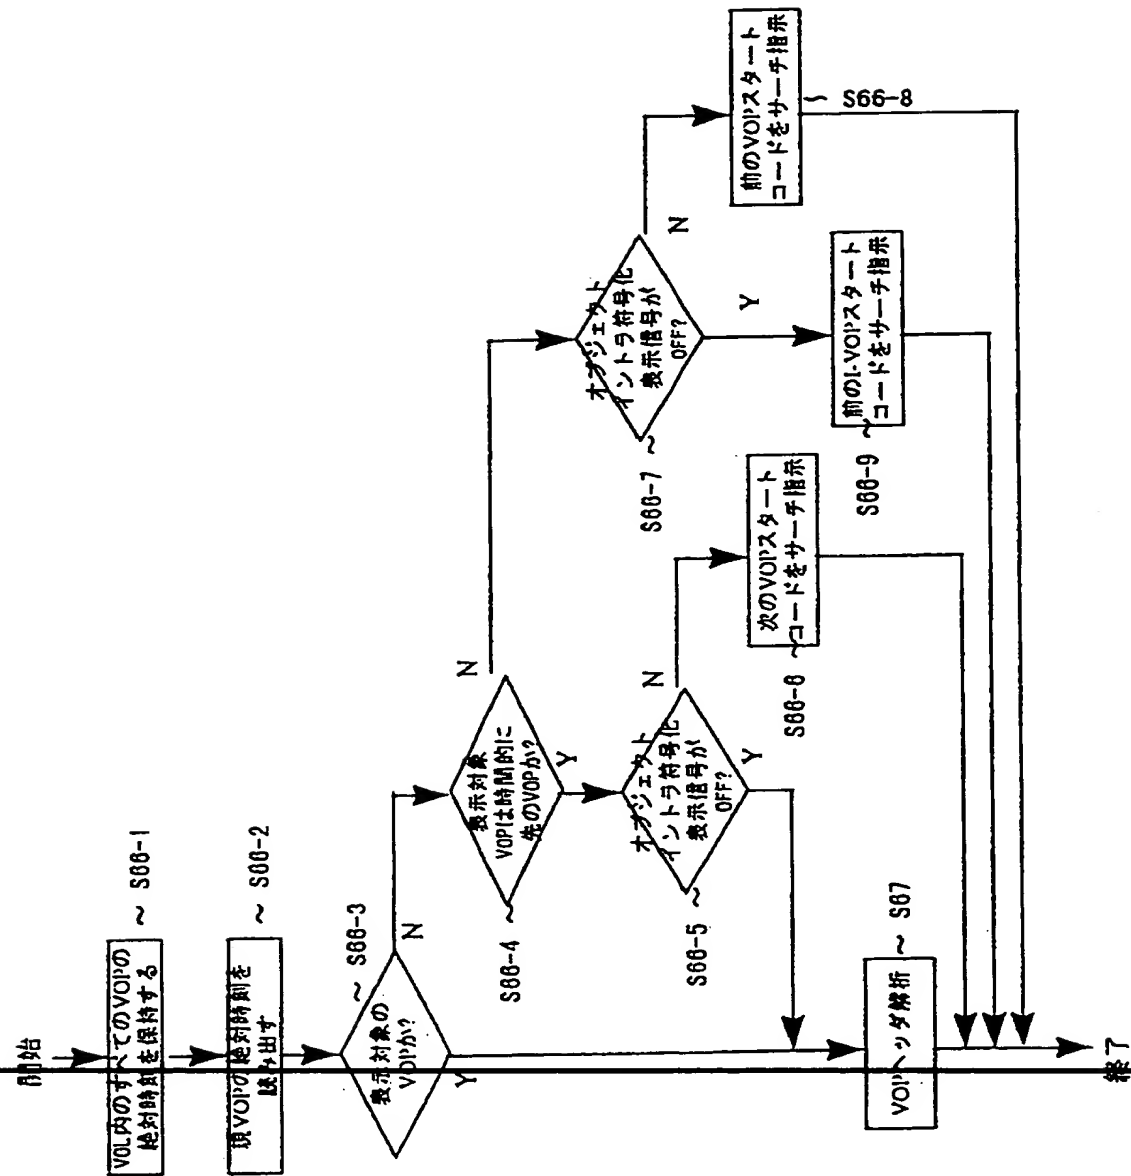 開始
VOL内のすべてのVOPの
絶対時刻を保持する
~ S66-1
現VOPの絶対時刻を
読み出す
~ S66-2
表示対象の
VOPか?
~ S66-3
N
Y
表示対象
VOPは時間的に
先のVOPか?
S66-4 ~
N
Y
オブジェクト
イントラ符号化
表示信号が
OFF?
S66-5 ~
N
Y
次のVOPスタート
コードをサーチ指示
S66-6 ~
オブジェクト
イントラ符号化
表示信号が
OFF?
S66-7 ~
N
Y
前のVOPスタート
コードをサーチ指示
~ S66-8
前のI-VOPスタート
コードをサーチ指示
S66-9 ~
VOPヘッダ解析
~ S67
終了